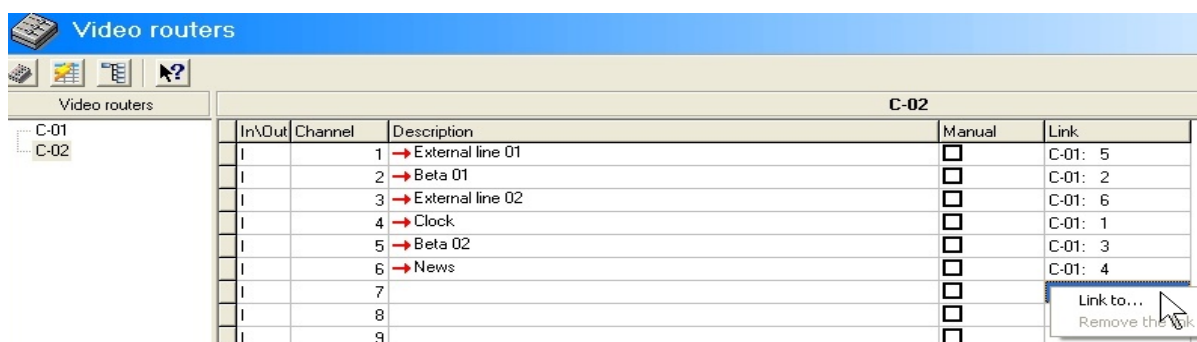 Video routers
Video routers C-02
C-01
C-02
In\Out Channel Description Manual Link
I 1 External line 01 C-01: 5
I 2 Beta 01 C-01: 2
I 3 External line 02 C-01: 6
I 4 Clock C-01: 1
I 5 Beta 02 C-01: 3
I 6 News C-01: 4
I 7
I 8
I 9
Link to...
Remove the link